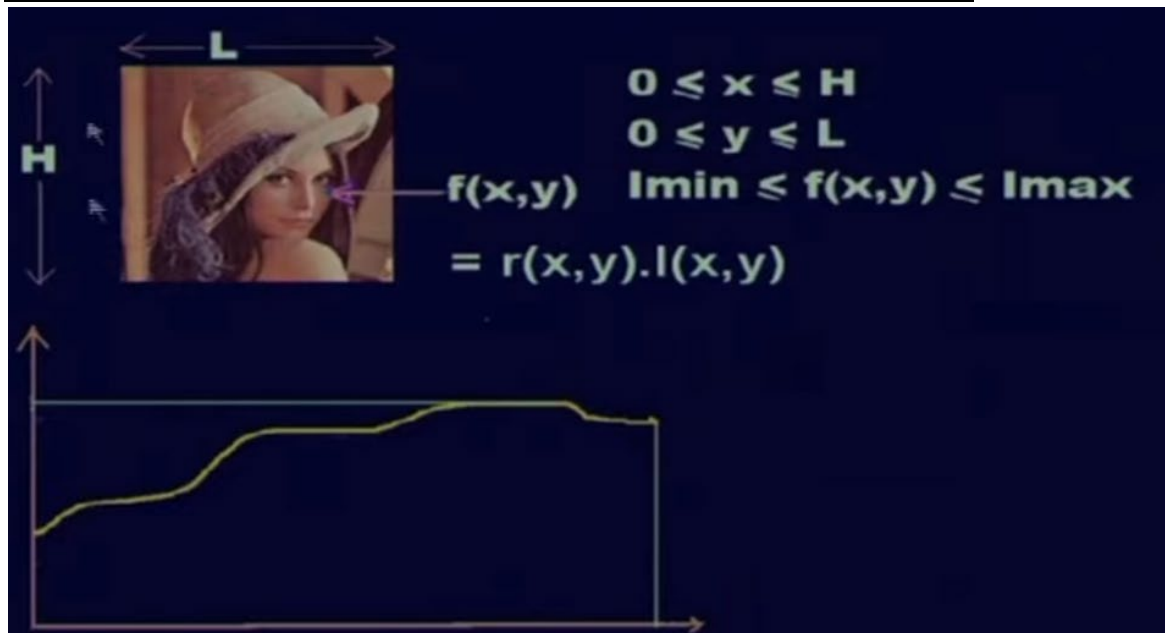 L
H
0 ≤ x ≤ H
0 ≤ y ≤ L
f(x,y) Imin ≤ f(x,y) ≤ Imax
= r(x,y).I(x,y)